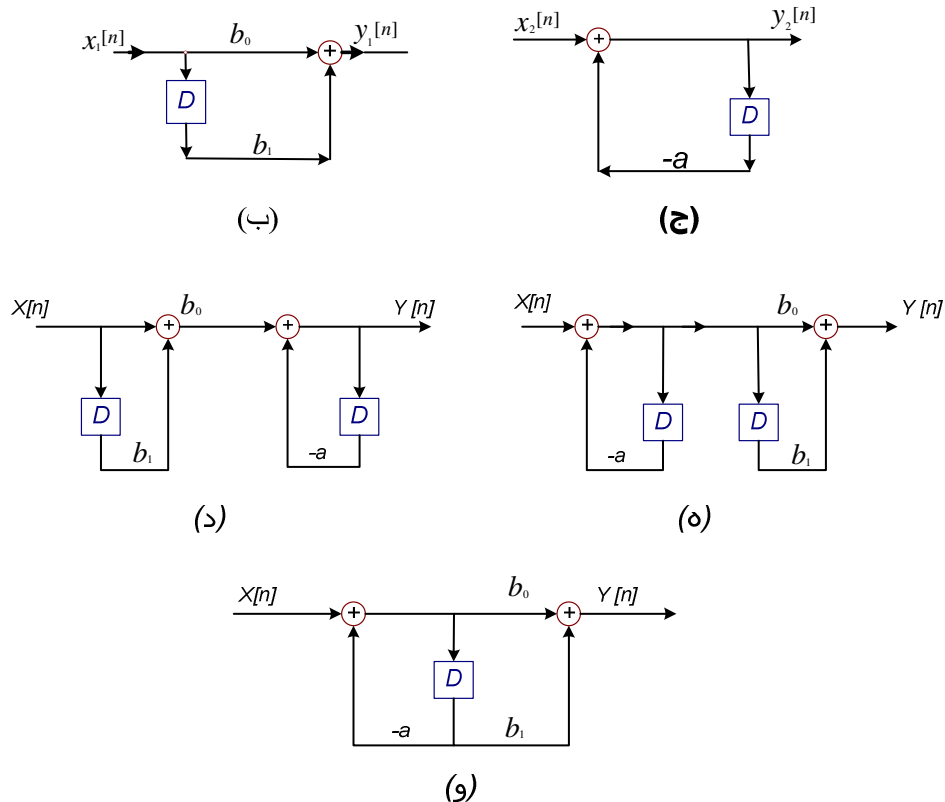 x₁[n] b₀ y₁[n]
D
b₁
(ب)
x₂[n] y₂[n]
D
-a
(ج)
X[n] b₀ Y [n]
D D
b₁ -a
(د)
X[n] b₀ Y [n]
D D
-a b₁
(ه)
X[n] b₀ Y [n]
D
-a b₁
(و)